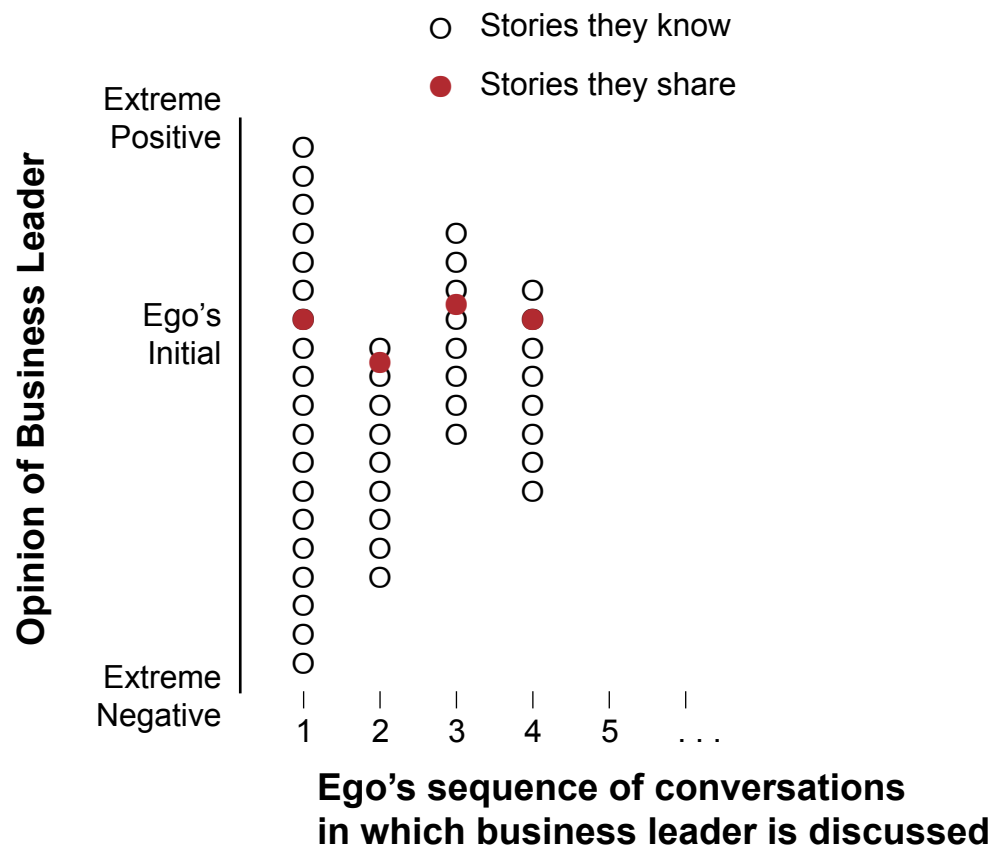 Stories they know
Stories they share
Extreme
Positive
Opinion of Business Leader
Ego’s
Initial
Extreme
Negative
1 2 3 4 5 . . .
Ego’s sequence of conversations
in which business leader is discussed